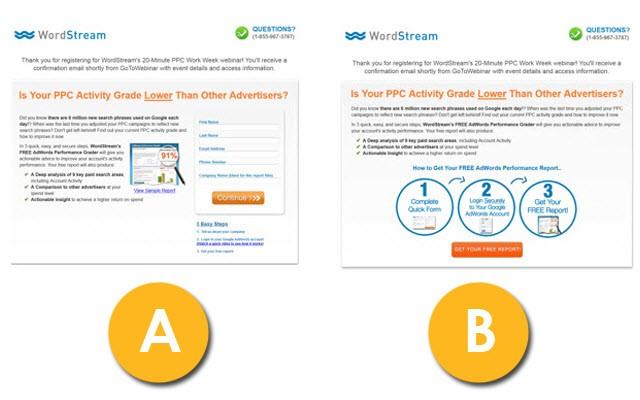 WordStream
QUESTIONS?
(1-855-967-3787)
Thank you for registering for WordStream's 20-Minute PPC Work Week webinar! You'll receive a
confirmation email shortly from GoToWebinar with event details and access information.
Is Your PPC Activity Grade Lower Than Other Advertisers?
Did you know there are 6 million new search phrases used on Google each
day!? When was the last time you adjusted your PPC campaigns to reflect new
search phrases? Don't get left behind! Find out your current PPC activity grade and
how to improve it now
In 3 quick, easy, and secure steps, WordStream's
FREE AdWords Performance Grader will give you
actionable advice to improve your account's activity
performance. Your free report will also produce:
A Deep analysis of 9 key paid search areas,
including Account Activity
A Comparison to other advertisers at your
spend level
Actionable Insight to achieve a higher return on spend
91%
View Sample Report
First Name
Last Name
Email Address
Phone Number
Company Name (Used for the report files)
Continue
3 Easy Steps
1. Tell us about your company
2. Login to your Google AdWords account
(Watch a quick video to see how it works)
3. Get your free report
A
WordStream
QUESTIONS?
(1-855-967-3787)
Thank you for registering for WordStream's 20-Minute PPC Work Week webinar! You'll receive a
confirmation email shortly from GoToWebinar with event details and access information.
Is Your PPC Activity Grade Lower Than Other Advertisers?
Did you know there are 6 million new search phrases used on Google each day!? When was the last time you adjusted your PPC
campaigns to reflect new search phrases? Don't get left behind! Find out your current PPC activity grade and how to improve it now
In 3 quick, easy, and secure steps, WordStream's FREE AdWords Performance Grader will give you actionable advice to improve your
account's activity performance. Your free report will also produce:
A Deep analysis of 9 key paid search areas, including Account Activity
A Comparison to other advertisers at your spend level
Actionable Insight to achieve a higher return on spend
How to Get Your FREE AdWords Performance Report..
1
Complete
Quick Form
2
Login Securely
to Your Google
AdWords Account
3
Get Your
FREE Report!
GET YOUR FREE REPORT!
B